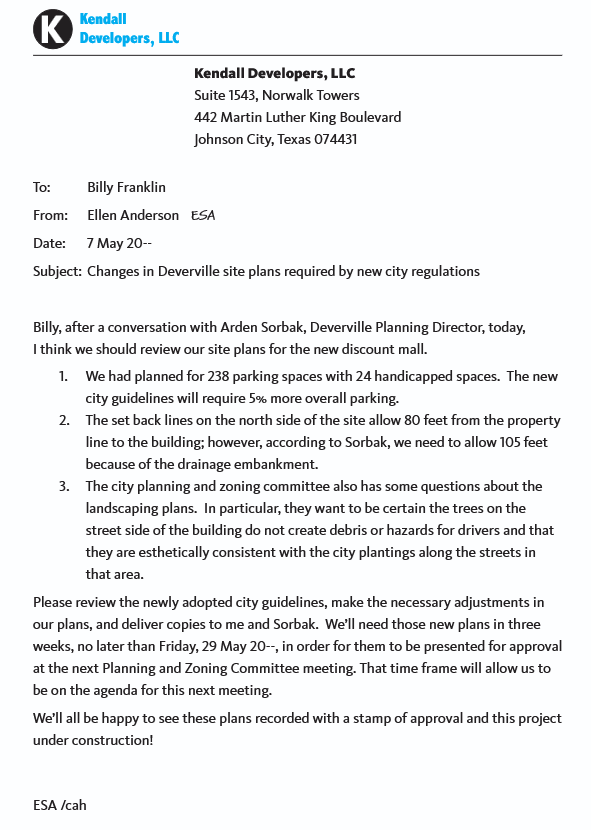 K
Kendall
Developers, LLC
Kendall Developers, LLC
Suite 1543, Norwalk Towers
442 Martin Luther King Boulevard
Johnson City, Texas 074431
To: Billy Franklin
From: Ellen Anderson ESA
Date: 7 May 20--
Subject: Changes in Deverville site plans required by new city regulations
Billy, after a conversation with Arden Sorbak, Deverville Planning Director, today,
I think we should review our site plans for the new discount mall.
1. We had planned for 238 parking spaces with 24 handicapped spaces. The new
city guidelines will require 5% more overall parking.
2. The set back lines on the north side of the site allow 80 feet from the property
line to the building; however, according to Sorbak, we need to allow 105 feet
because of the drainage embankment.
3. The city planning and zoning committee also has some questions about the
landscaping plans. In particular, they want to be certain the trees on the
street side of the building do not create debris or hazards for drivers and that
they are esthetically consistent with the city plantings along the streets in
that area.
Please review the newly adopted city guidelines, make the necessary adjustments in
our plans, and deliver copies to me and Sorbak. We'll need those new plans in three
weeks, no later than Friday, 29 May 20--, in order for them to be presented for approval
at the next Planning and Zoning Committee meeting. That time frame will allow us to
be on the agenda for this next meeting.
We'll all be happy to see these plans recorded with a stamp of approval and this project
under construction!
ESA /cah